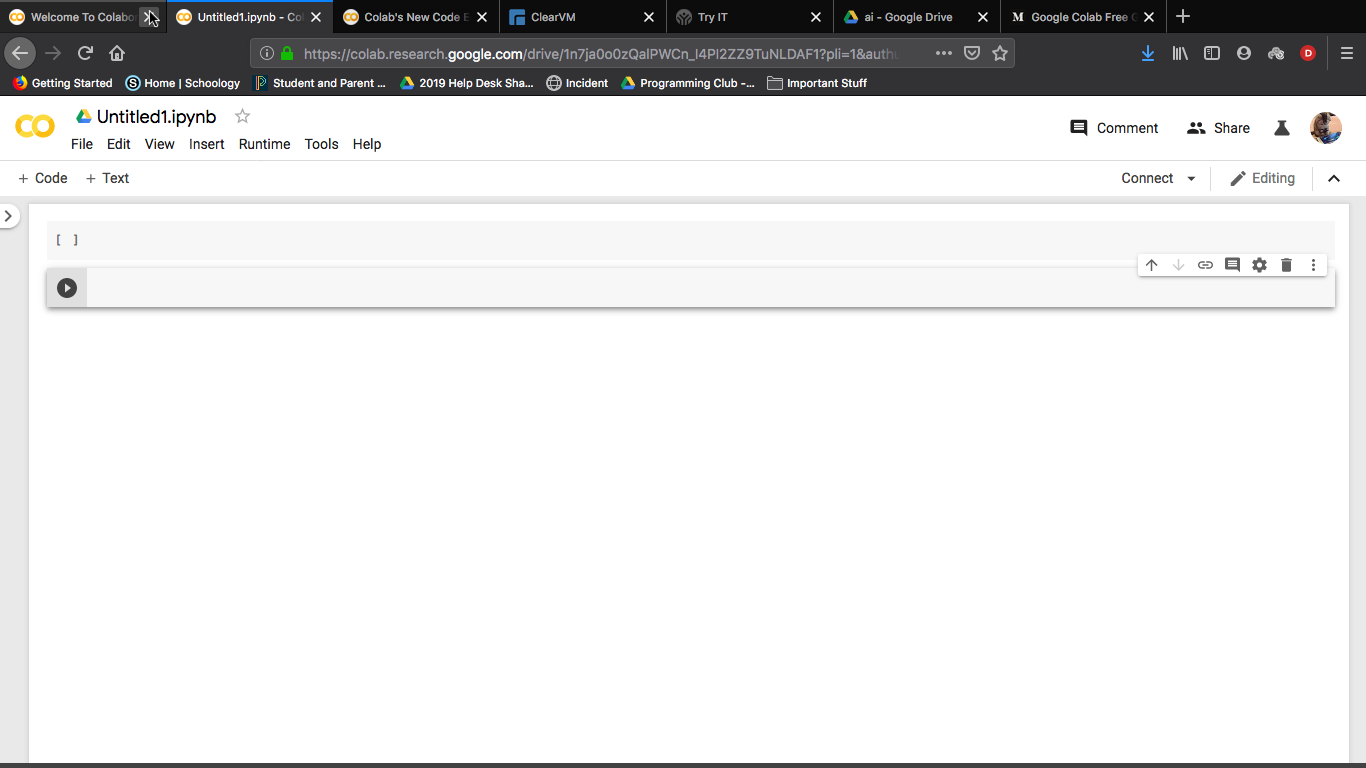 Welcome To Colabor
Untitled1.ipynb - Col
Colab's New Code E
ClearVM
Try IT
ai - Google Drive
M Google Colab Free G
https://colab.research.google.com/drive/1n7ja0o0zQalPWCn_l4Pl2ZZ9TuNLDAF1?pli=1&authu
D
Getting Started
S Home | Schoology
P Student and Parent ...
2019 Help Desk Sha...
Incident
Programming Club -...
Important Stuff
CO Untitled1.ipynb
File Edit View Insert Runtime Tools Help
Comment
Share
+ Code + Text
Connect
Editing
[ ]